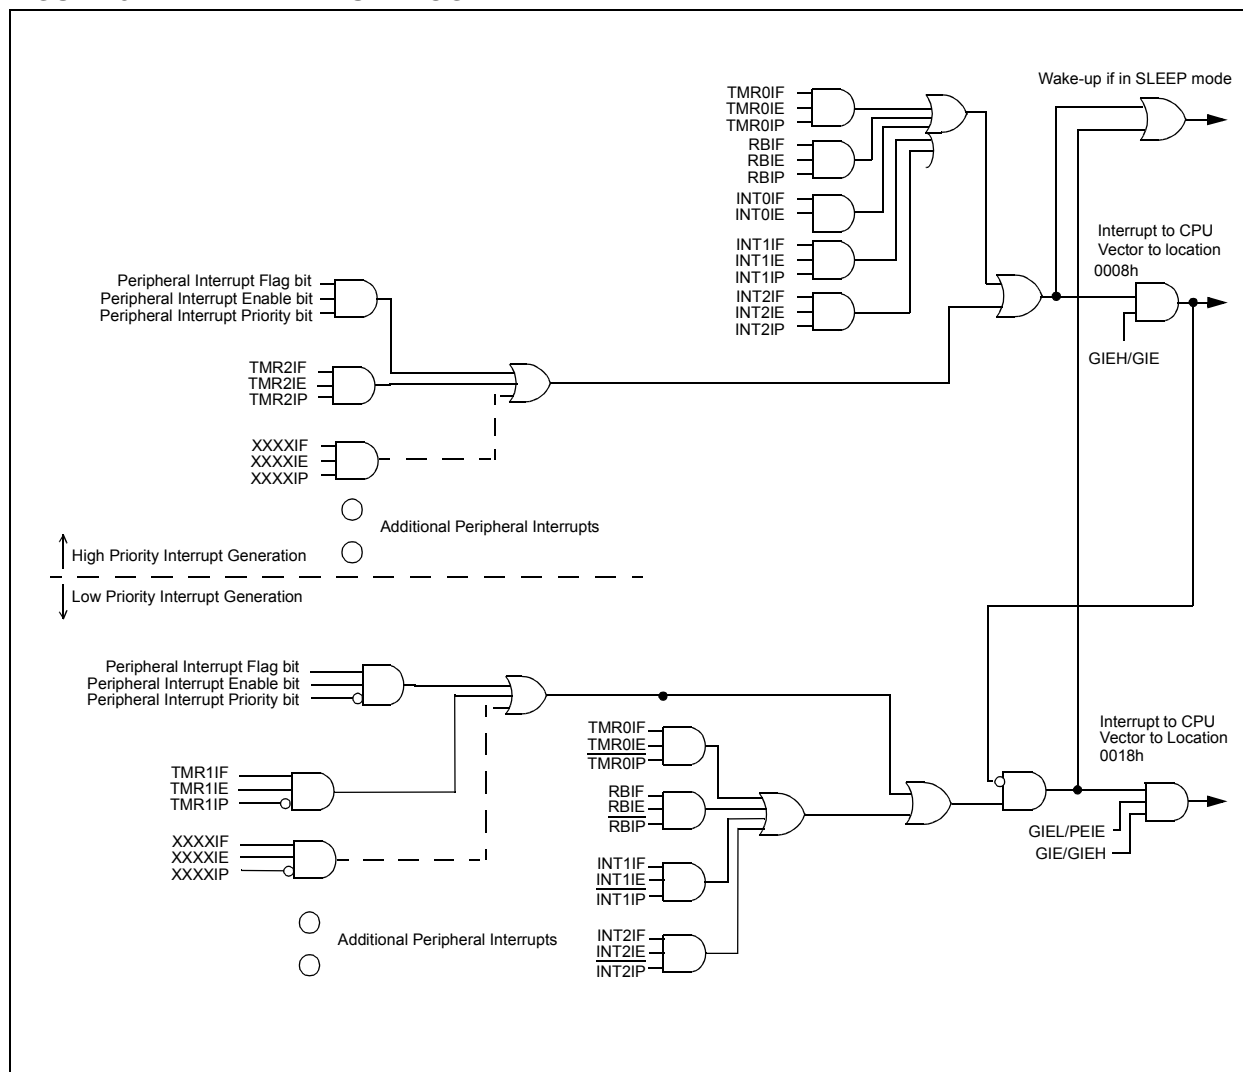 Wake-up if in SLEEP mode
TMR0IF
TMR0IE
TMR0IP
RBIF
RBIE
RBIP
INT0IF
INT0IE
INT1IF
INT1IE
INT1IP
INT2IF
INT2IE
INT2IP
Interrupt to CPU
Vector to location
0008h
GIEH/GIE
Peripheral Interrupt Flag bit
Peripheral Interrupt Enable bit
Peripheral Interrupt Priority bit
TMR2IF
TMR2IE
TMR2IP
XXXXIF
XXXXIE
XXXXIP
Additional Peripheral Interrupts
High Priority Interrupt Generation
Low Priority Interrupt Generation
Peripheral Interrupt Flag bit
Peripheral Interrupt Enable bit
Peripheral Interrupt Priority bit
TMR1IF
TMR1IE
TMR1IP
XXXXIF
XXXXIE
XXXXIP
Additional Peripheral Interrupts
TMR0IF
TMR0IE
TMR0IP
RBIF
RBIE
RBIP
INT1IF
INT1IE
INT1IP
INT2IF
INT2IE
INT2IP
Interrupt to CPU
Vector to Location
0018h
GIEL/PEIE
GIE/GIEH